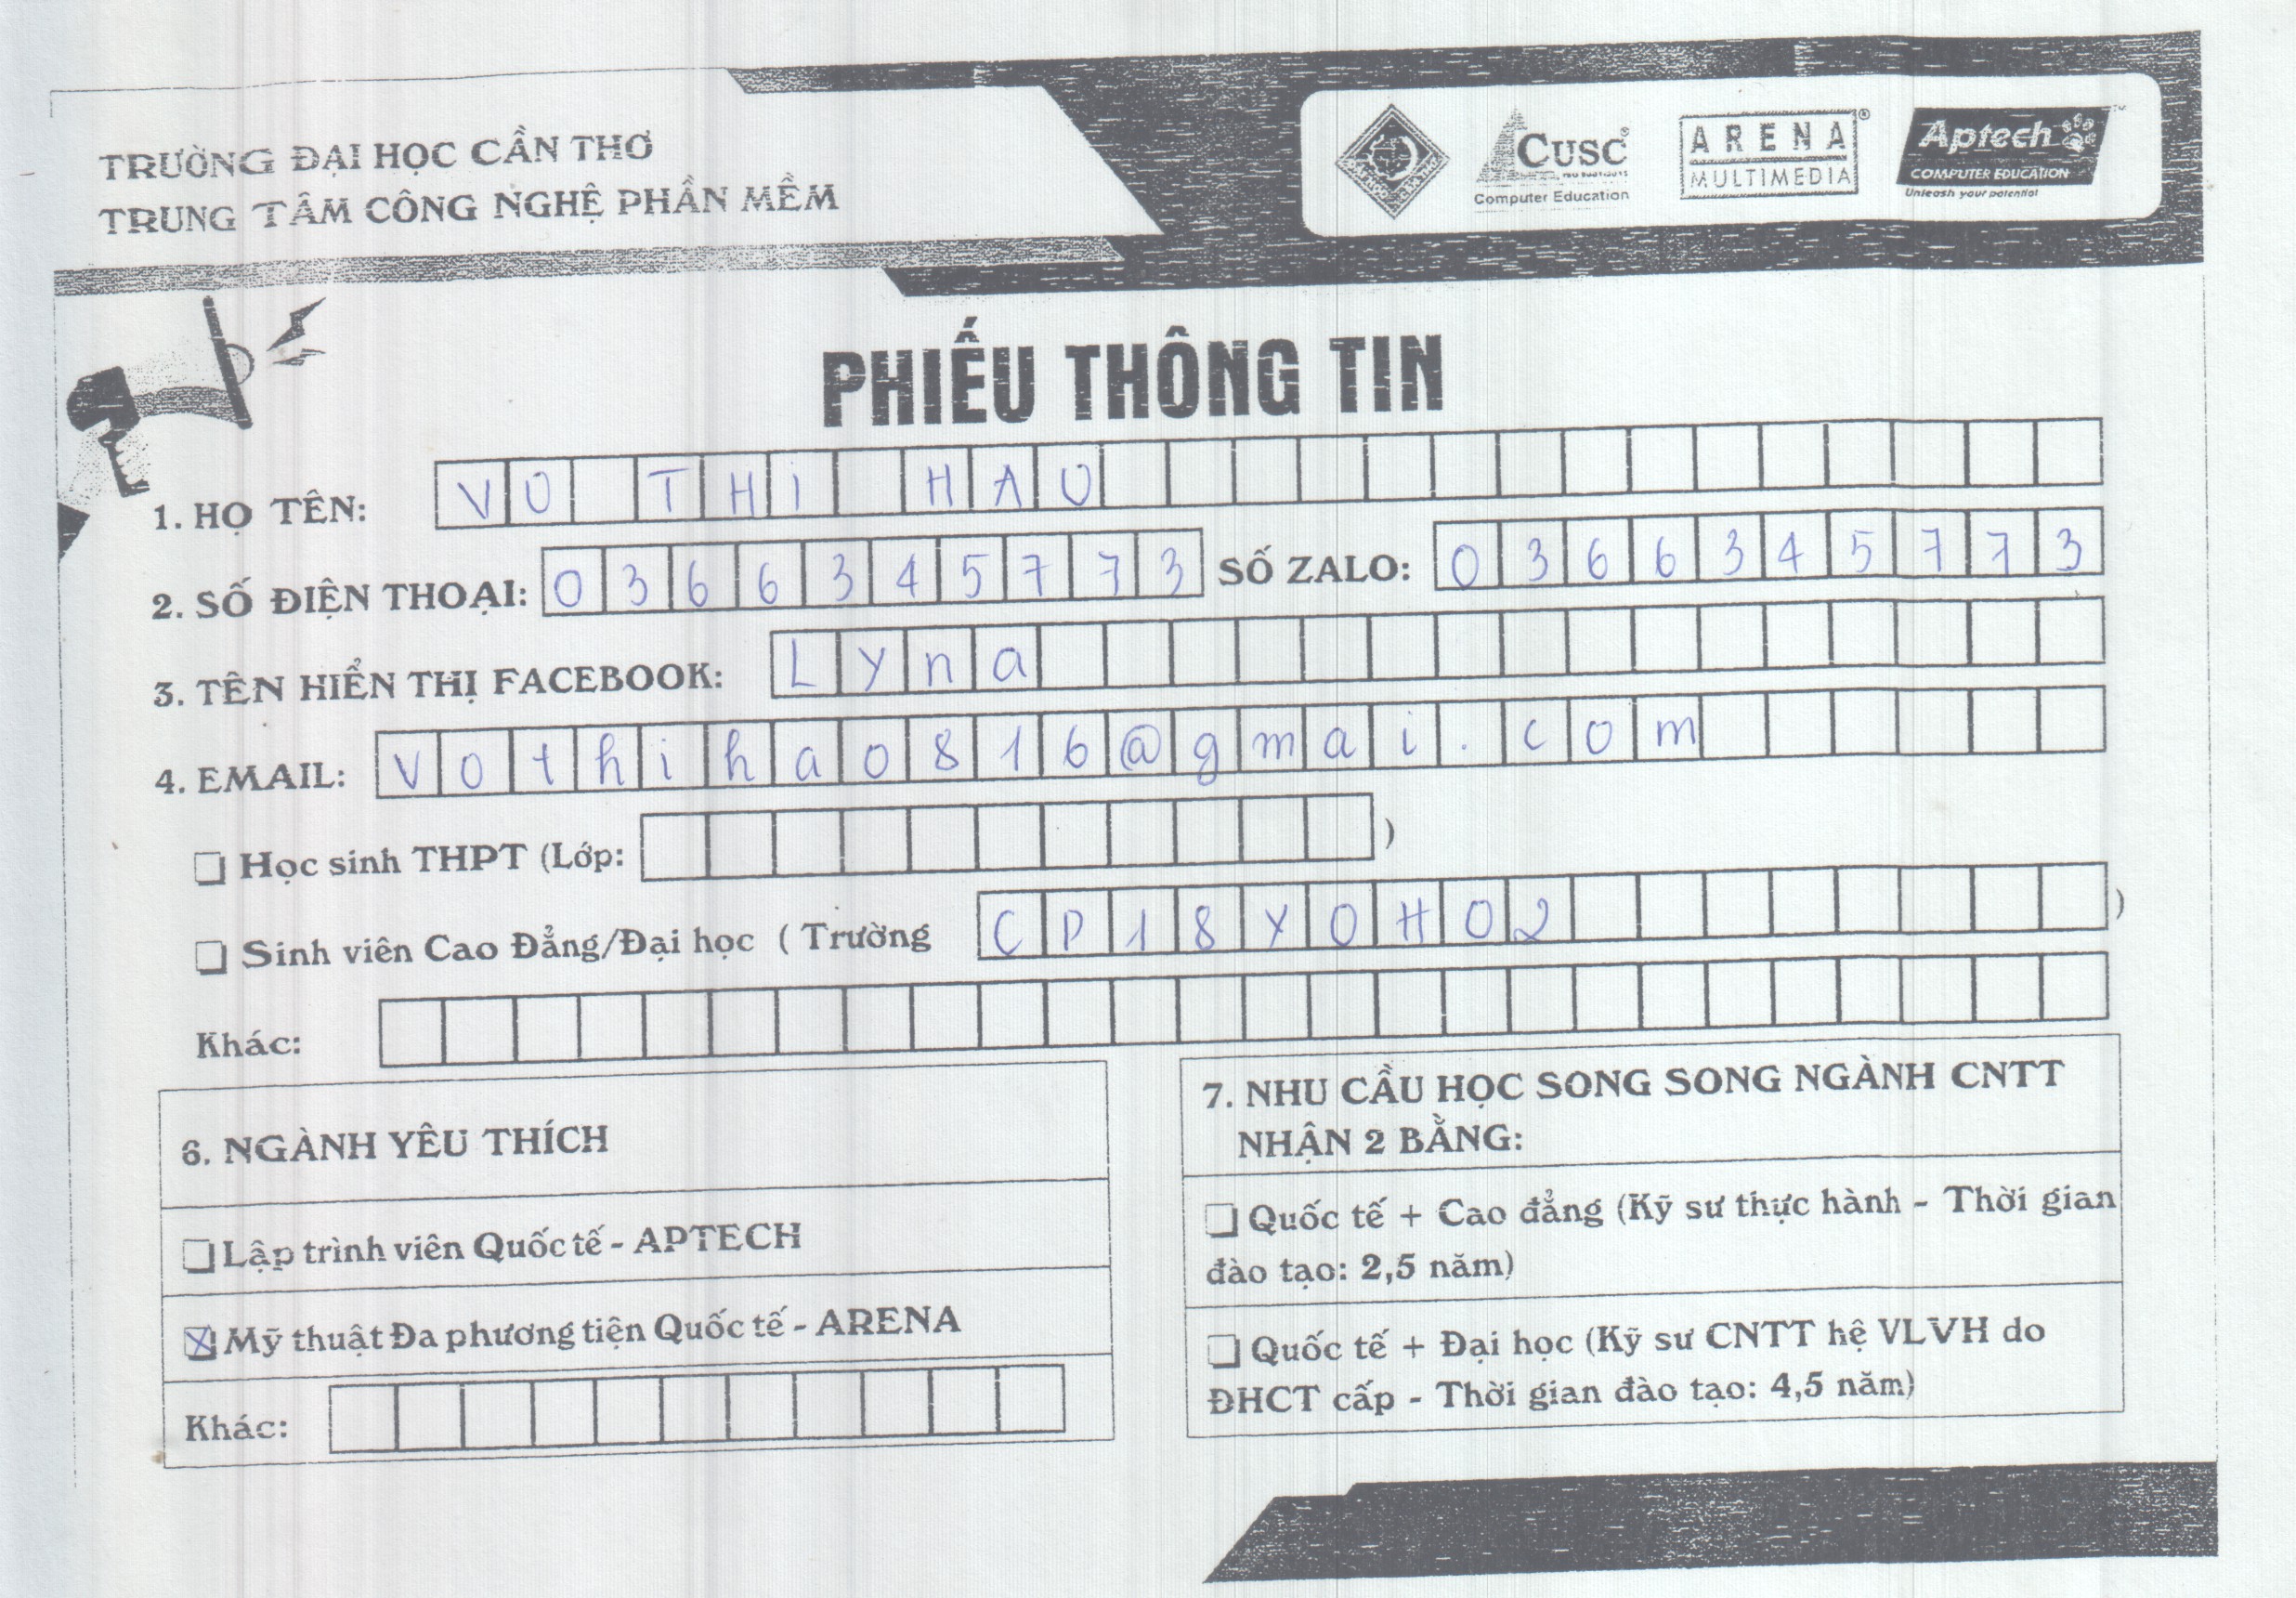 TRƯỜNG ĐẠI HỌC CẦN THƠ
TRUNG TÂM CÔNG NGHỆ PHẦN MỀM
CUSC®
Computer Education
ARENA®
MULTIMEDIA
Aptech™
COMPUTER EDUCATION
Unleash your potential
PHIẾU THÔNG TIN
1. HỌ TÊN: VO THI HAU
2. SỐ ĐIỆN THOẠI: 0366345773 SỐ ZALO: 0366345773
3. TÊN HIỂN THỊ FACEBOOK: Lyna
4. EMAIL: Vothihao816@gmai.com
Học sinh THPT (Lớp: )
Sinh viên Cao Đẳng/Đại học ( Trường CP18X0H02 )
Khác:
6. NGÀNH YÊU THÍCH
Lập trình viên Quốc tế - APTECH
Mỹ thuật Đa phương tiện Quốc tế - ARENA
Khác:
7. NHU CẦU HỌC SONG SONG NGÀNH CNTT
NHẬN 2 BẰNG:
Quốc tế + Cao đẳng (Kỹ sư thực hành - Thời gian
đào tạo: 2,5 năm)
Quốc tế + Đại học (Kỹ sư CNTT hệ VLVH do
ĐHCT cấp - Thời gian đào tạo: 4,5 năm)